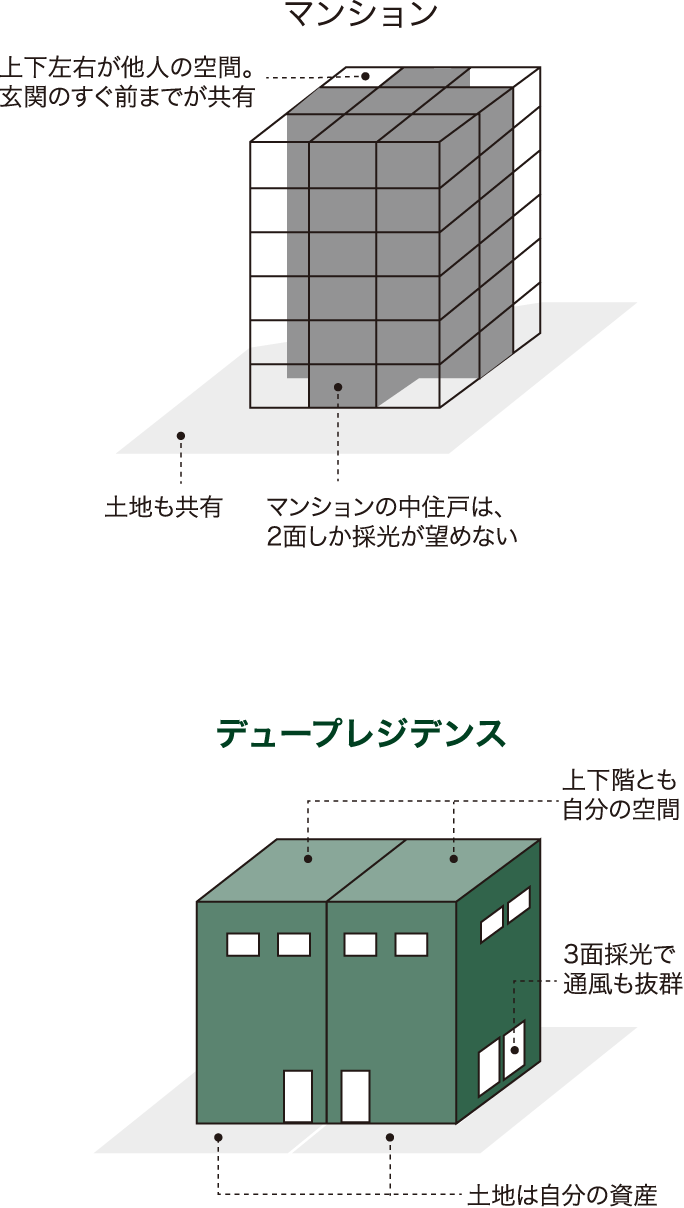 マンション
上下左右が他人の空間。
玄関のすぐ前までが共有
土地も共有
マンションの中住戸は、
2面しか採光が望めない
デュープレジデンス
上下階とも
自分の空間
3面採光で
通風も抜群
土地は自分の資産